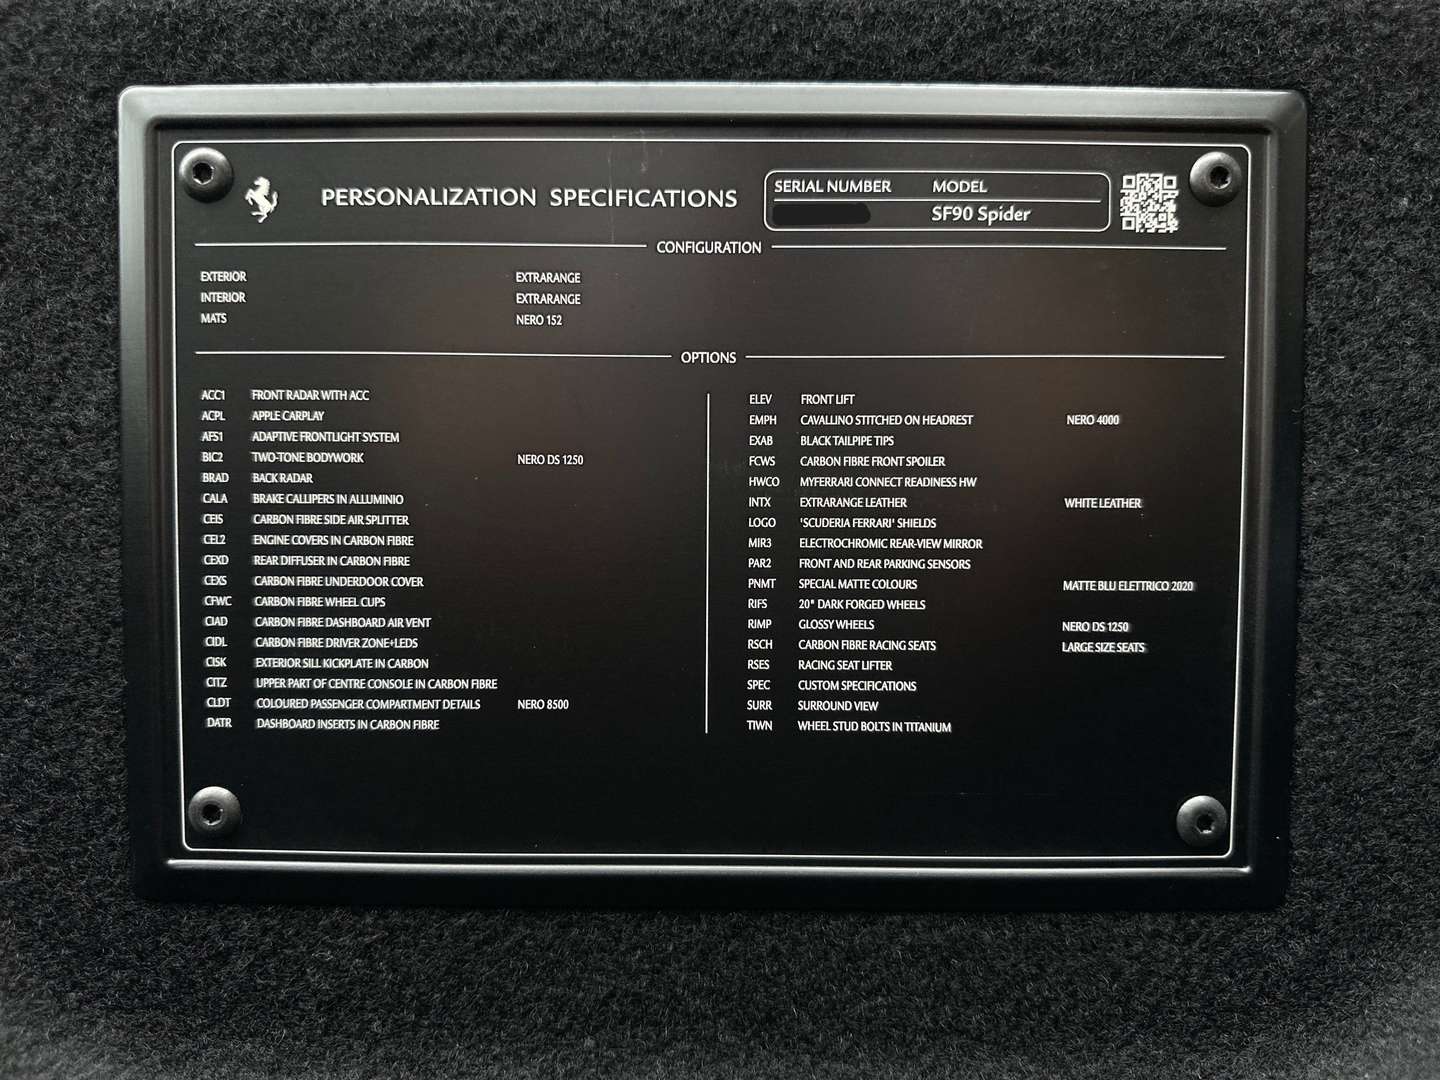 PERSONALIZATION SPECIFICATIONS
SERIAL NUMBER MODEL
SF90 Spider
CONFIGURATION
EXTERIOR EXTRARANGE
INTERIOR EXTRARANGE
MATS NERO 152
OPTIONS
ACC1 FRONT RADAR WITH ACC
ACPL APPLE CARPLAY
AFS1 ADAPTIVE FRONTLIGHT SYSTEM
BIC2 TWO-TONE BODYWORK NERO DS 1250
BRAD BACK RADAR
CALA BRAKE CALLIPERS IN ALLUMINIO
CEIS CARBON FIBRE SIDE AIR SPLITTER
CEL2 ENGINE COVERS IN CARBON FIBRE
CEXD REAR DIFFUSER IN CARBON FIBRE
CEXS CARBON FIBRE UNDERDOOR COVER
CFWC CARBON FIBRE WHEEL CUPS
CIAD CARBON FIBRE DASHBOARD AIR VENT
CIDL CARBON FIBRE DRIVER ZONE+LEDS
CISK EXTERIOR SILL KICKPLATE IN CARBON
CITZ UPPER PART OF CENTRE CONSOLE IN CARBON FIBRE
CLDT COLOURED PASSENGER COMPARTMENT DETAILS NERO 8500
DATR DASHBOARD INSERTS IN CARBON FIBRE
ELEV FRONT LIFT
EMPH CAVALLINO STITCHED ON HEADREST NERO 4000
EXAB BLACK TAILPIPE TIPS
FCWS CARBON FIBRE FRONT SPOILER
HWCO MYFERRARI CONNECT READINESS HW
INTX EXTRARANGE LEATHER WHITE LEATHER
LOGO 'SCUDERIA FERRARI' SHIELDS
MIR3 ELECTROCHROMIC REAR-VIEW MIRROR
PAR2 FRONT AND REAR PARKING SENSORS
PNMT SPECIAL MATTE COLOURS MATTE BLU ELETTRICO 2020
RIFS 20" DARK FORGED WHEELS
RIMP GLOSSY WHEELS NERO DS 1250
RSCH CARBON FIBRE RACING SEATS LARGE SIZE SEATS
RSES RACING SEAT LIFTER
SPEC CUSTOM SPECIFICATIONS
SURR SURROUND VIEW
TIWN WHEEL STUD BOLTS IN TITANIUM